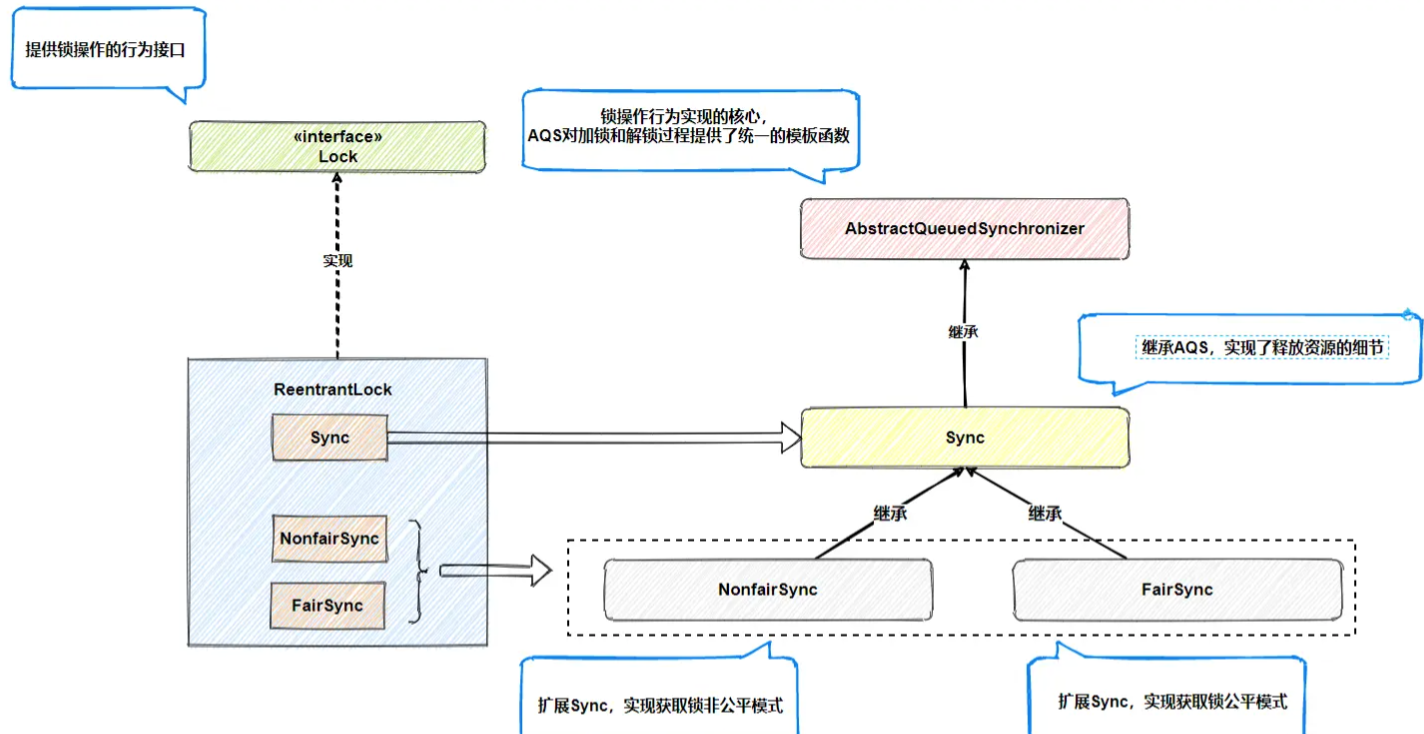 提供锁操作的行为接口
«interface»
Lock
锁操作行为实现的核心，
AQS对加锁和解锁过程提供了统一的模板函数
AbstractQueuedSynchronizer
实现
继承
继承AQS，实现了释放资源的细节
ReentrantLock
Sync
Sync
继承
继承
NonfairSync
FairSync
NonfairSync
FairSync
扩展Sync，实现获取锁非公平模式
扩展Sync，实现获取锁公平模式